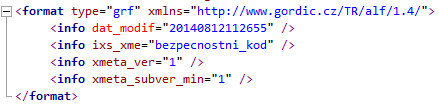 <format type="grf" xmlns="http://www.gordic.cz/TR/alf/1.4/">
<info dat_modif="20140812112655" />
<info ixs_xme="bezpecnostni_kod" />
<info xmeta_ver="1" />
<info xmeta_subver_min="1" />
</format>